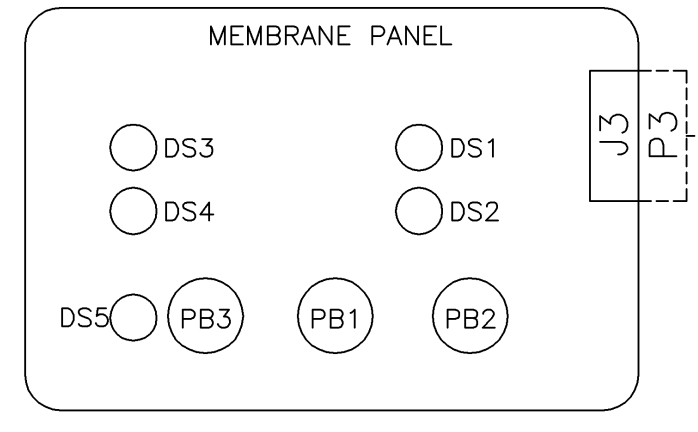 MEMBRANE PANEL
J3
P3
DS3
DS1
DS4
DS2
DS5
PB3
PB1
PB2